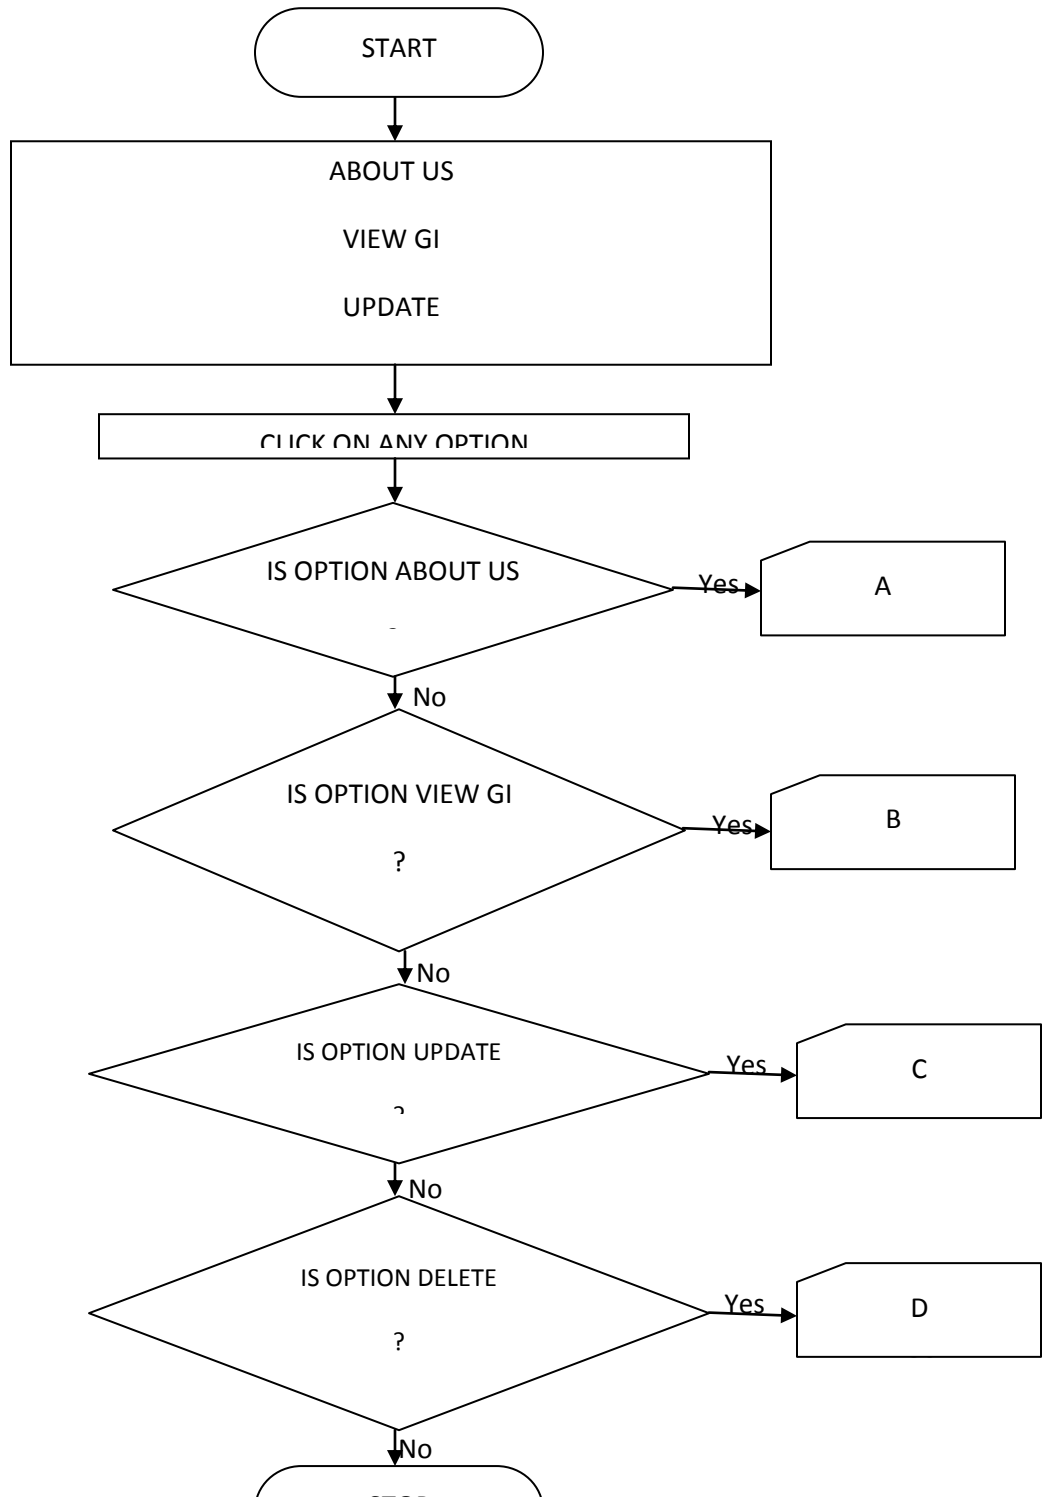 START
ABOUT US
VIEW GI
UPDATE
CLICK ON ANY OPTION
IS OPTION ABOUT US
Yes
A
No
IS OPTION VIEW GI
?
Yes
B
No
IS OPTION UPDATE
?
Yes
C
No
IS OPTION DELETE
?
Yes
D
No
STOP